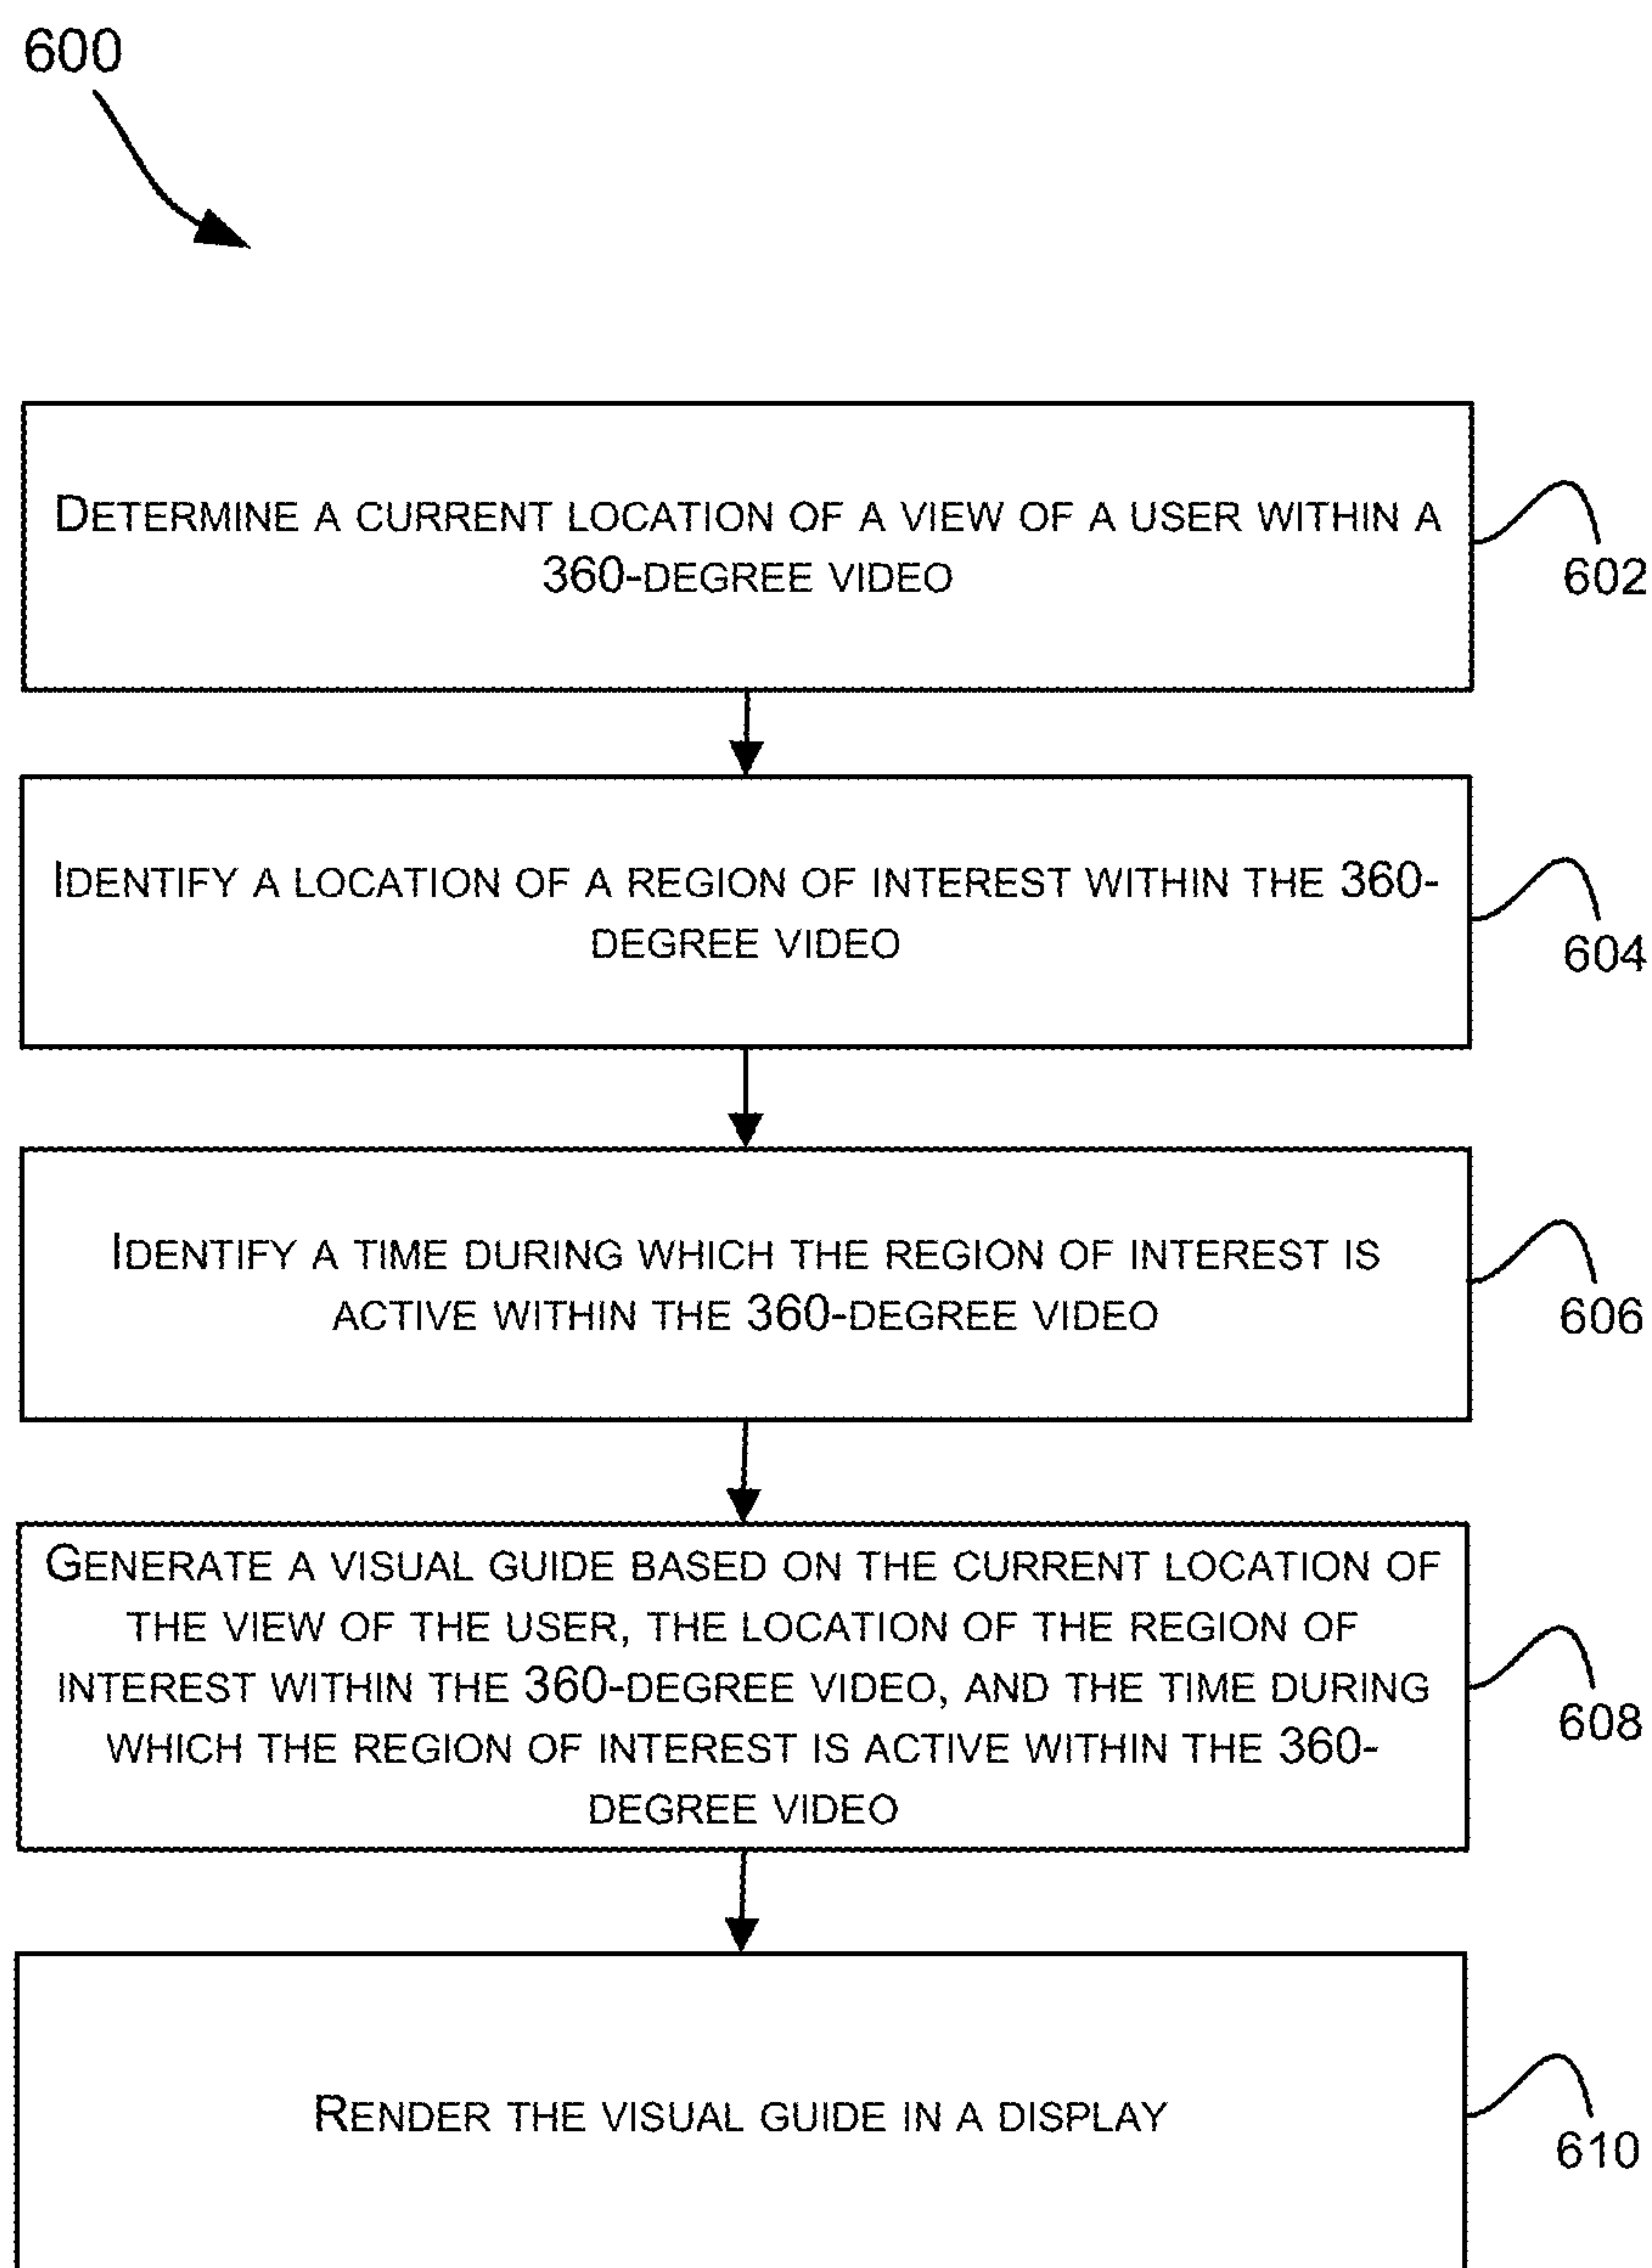 600
DETERMINE A CURRENT LOCATION OF A VIEW OF A USER WITHIN A
360-DEGREE VIDEO
602
IDENTIFY A LOCATION OF A REGION OF INTEREST WITHIN THE 360-
DEGREE VIDEO
604
IDENTIFY A TIME DURING WHICH THE REGION OF INTEREST IS
ACTIVE WITHIN THE 360-DEGREE VIDEO
606
GENERATE A VISUAL GUIDE BASED ON THE CURRENT LOCATION OF
THE VIEW OF THE USER, THE LOCATION OF THE REGION OF
INTEREST WITHIN THE 360-DEGREE VIDEO, AND THE TIME DURING
WHICH THE REGION OF INTEREST IS ACTIVE WITHIN THE 360-
DEGREE VIDEO
608
RENDER THE VISUAL GUIDE IN A DISPLAY
610